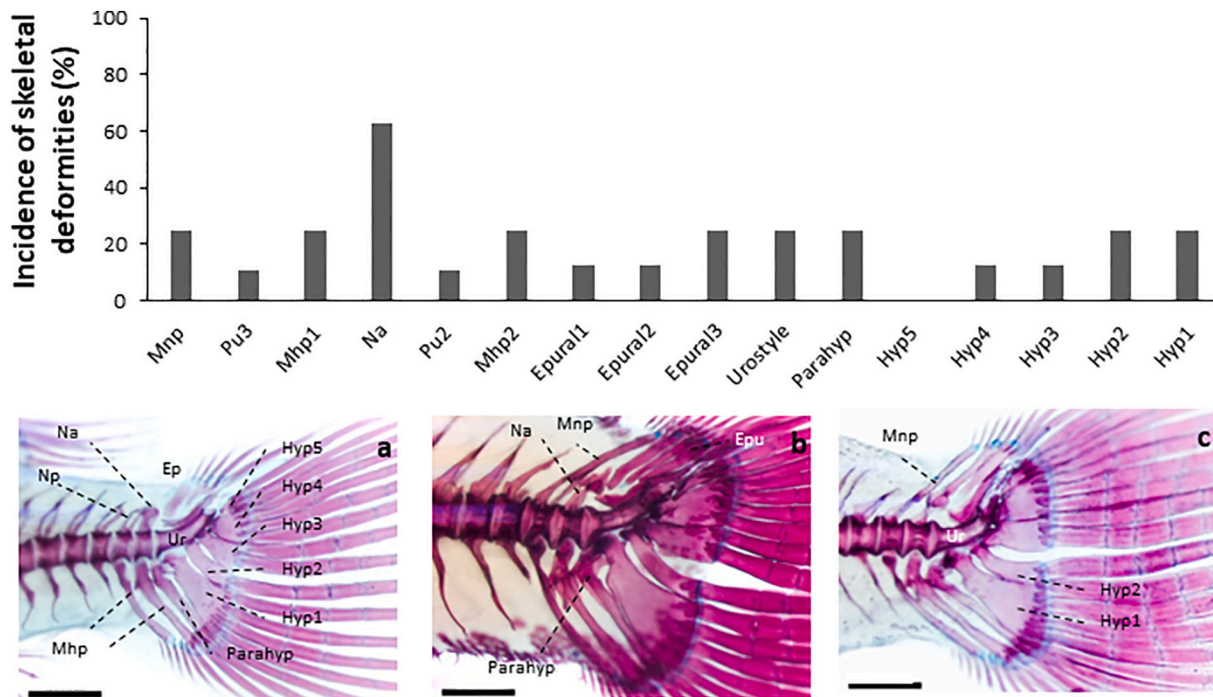 Incidence of skeletal
deformities (%)
100
80
60
40
20
0
Mnp
Pu3
Mhp1
Na
Pu2
Mhp2
Epural1
Epural2
Epural3
Urostyle
Parahyp
Hyp5
Hyp4
Hyp3
Hyp2
Hyp1
a
Na
Ep
Np
Ur
Hyp5
Hyp4
Hyp3
Hyp2
Hyp1
Mhp
Parahyp
b
Mnp
Na
Epu
Parahyp
c
Mnp
Ur
Hyp2
Hyp1